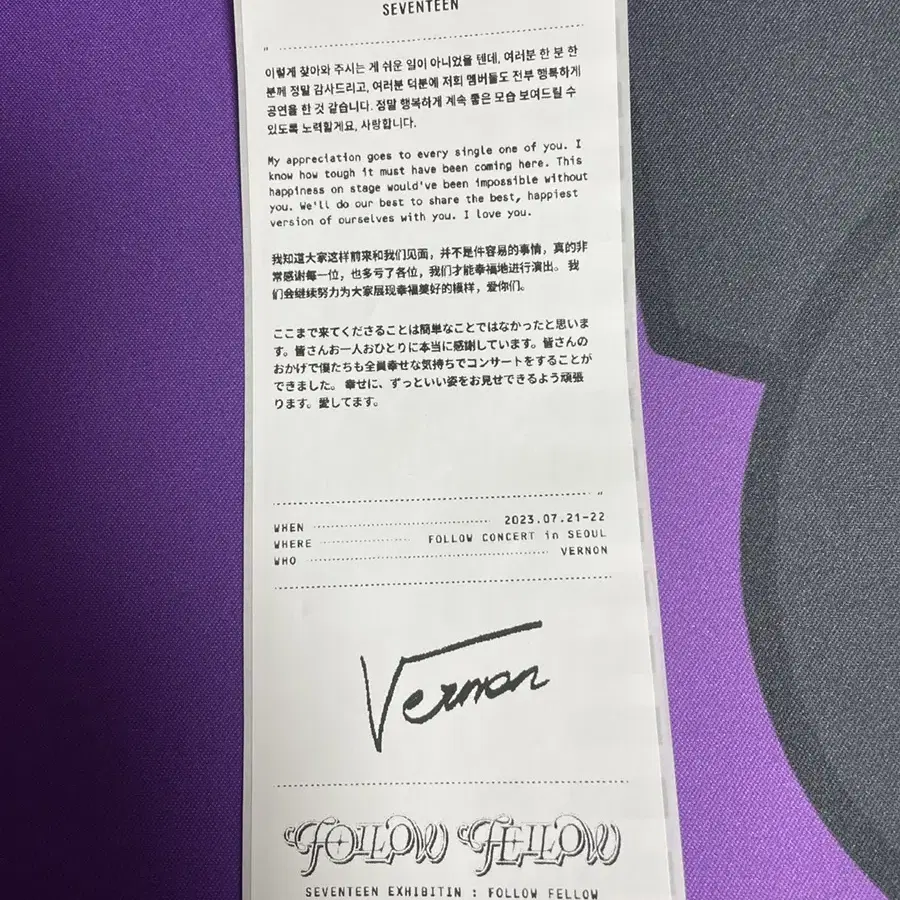 SEVENTEEN
"
이렇게 찾아와 주시는 게 쉬운 일이 아니었을 텐데, 여러분 한 분 한
분께 정말 감사드리고, 여러분 덕분에 저희 멤버들도 전부 행복하게
공연을 한 것 같습니다. 정말 행복하게 계속 좋은 모습 보여드릴 수
있도록 노력할게요, 사랑합니다.
My appreciation goes to every single one of you. I
know how tough it must have been coming here. This
happiness on stage would've been impossible without
you. We'll do our best to share the best, happiest
version of ourselves with you. I love you.
我知道大家这样前来和我们见面，并不是件容易的事情，真的非
常感谢每一位，也多亏了各位，我们才能幸福地进行演出。 我
们会继续努力为大家展现幸福美好的模样，爱你们。
ここまで来てくださることは簡単なことではなかったと思いま
す。皆さんお一人おひとりに本当に感謝しています。皆さんの
おかげで僕たちも全員幸せな気持ちでコンサートをすることが
できました。 幸せに、ずっといい姿をお見せできるよう頑張
ります。愛してます。
"
WHEN 2023.07.21-22
WHERE FOLLOW CONCERT in SEOUL
WHO VERNON
Vernon
FOLLOW FELLOW
SEVENTEEN EXHIBITIN : FOLLOW FELLOW